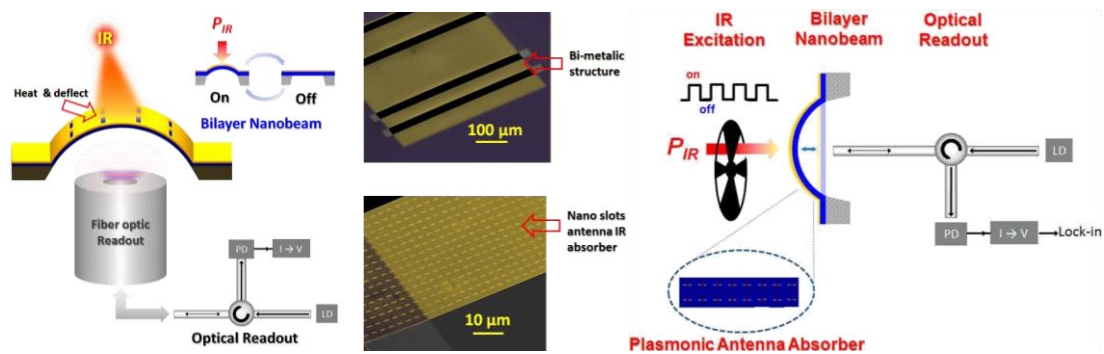 IR
P_IR
Heat & deflect
On
Off
Bilayer Nanobeam
Fiber optic
Readout
PD
I → V
LD
Optical Readout
Bi-metalic
structure
100 µm
Nano slots
antenna IR
absorber
10 µm
IR
Excitation
Bilayer
Nanobeam
Optical
Readout
on
off
P_IR
LD
PD
I → V
Lock-in
Plasmonic Antenna Absorber